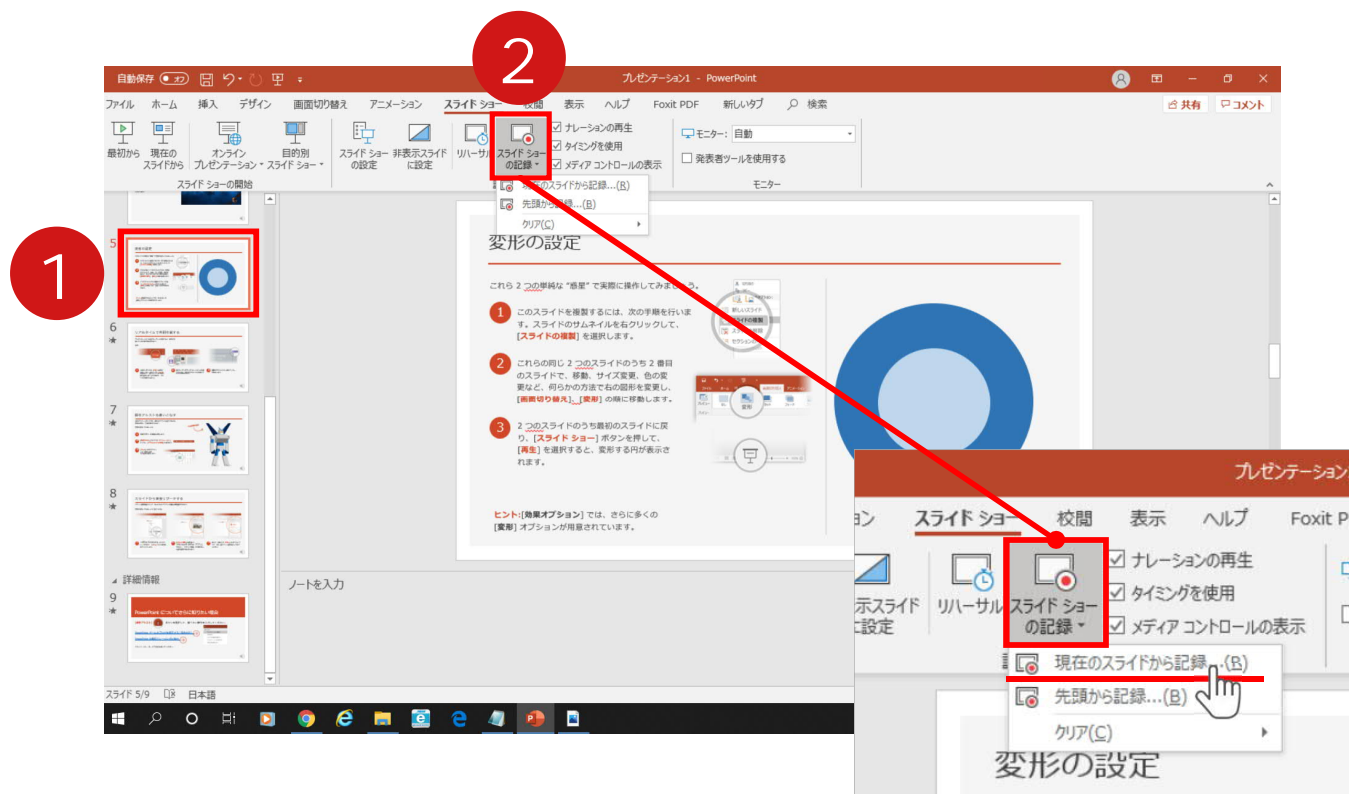 2
自動保存 オフ
プレゼンテーション1 - PowerPoint
ファイル ホーム 挿入 デザイン 画面切り替え アニメーション スライド ショー 校閲 表示 ヘルプ Foxit PDF 新しいタブ 検索
共有 コメント
最初から
現在の
スライドから
オンライン
プレゼンテーション
目的別
スライド ショー
スライド ショー
の設定
非表示スライド
に設定
リハーサル
スライド ショー
の記録
ナレーションの再生
タイミングを使用
メディア コントロールの表示
モニター: 自動
発表者ツールを使用する
スライド ショーの開始
モニター
現在のスライドから記録...(R)
先頭から記録...(B)
クリア(C)
1
5
6
7
8
詳細情報
9
変形の設定
これら 2 つの単純な "惑星" で実際に操作してみましょう。
1
このスライドを複製するには、次の手順を行いま
す。スライドのサムネイルを右クリックして、
[スライドの複製] を選択します。
2
これらの同じ 2 つのスライドのうち 2 番目
のスライドで、移動、サイズ変更、色の変
更など、何らかの方法で右の図形を変更し、
[画面切り替え]、[変形] の順に移動します。
3
2 つのスライドのうち最初のスライドに戻
り、[スライド ショー] ボタンを押して、
[再生] を選択すると、変形する円が表示さ
れます。
ヒント:[効果オプション] では、さらに多くの
[変形] オプションが用意されています。
新しいスライド
スライドの複製
変形
ノートを入力
スライド 5/9 日本語
プレゼンテーション
ョン スライド ショー 校閲 表示 ヘルプ Foxit P
示スライド
に設定
リハーサル
スライド ショー
の記録
ナレーションの再生
タイミングを使用
メディア コントロールの表示
現在のスライドから記録...(R)
先頭から記録...(B)
クリア(C)
変形の設定